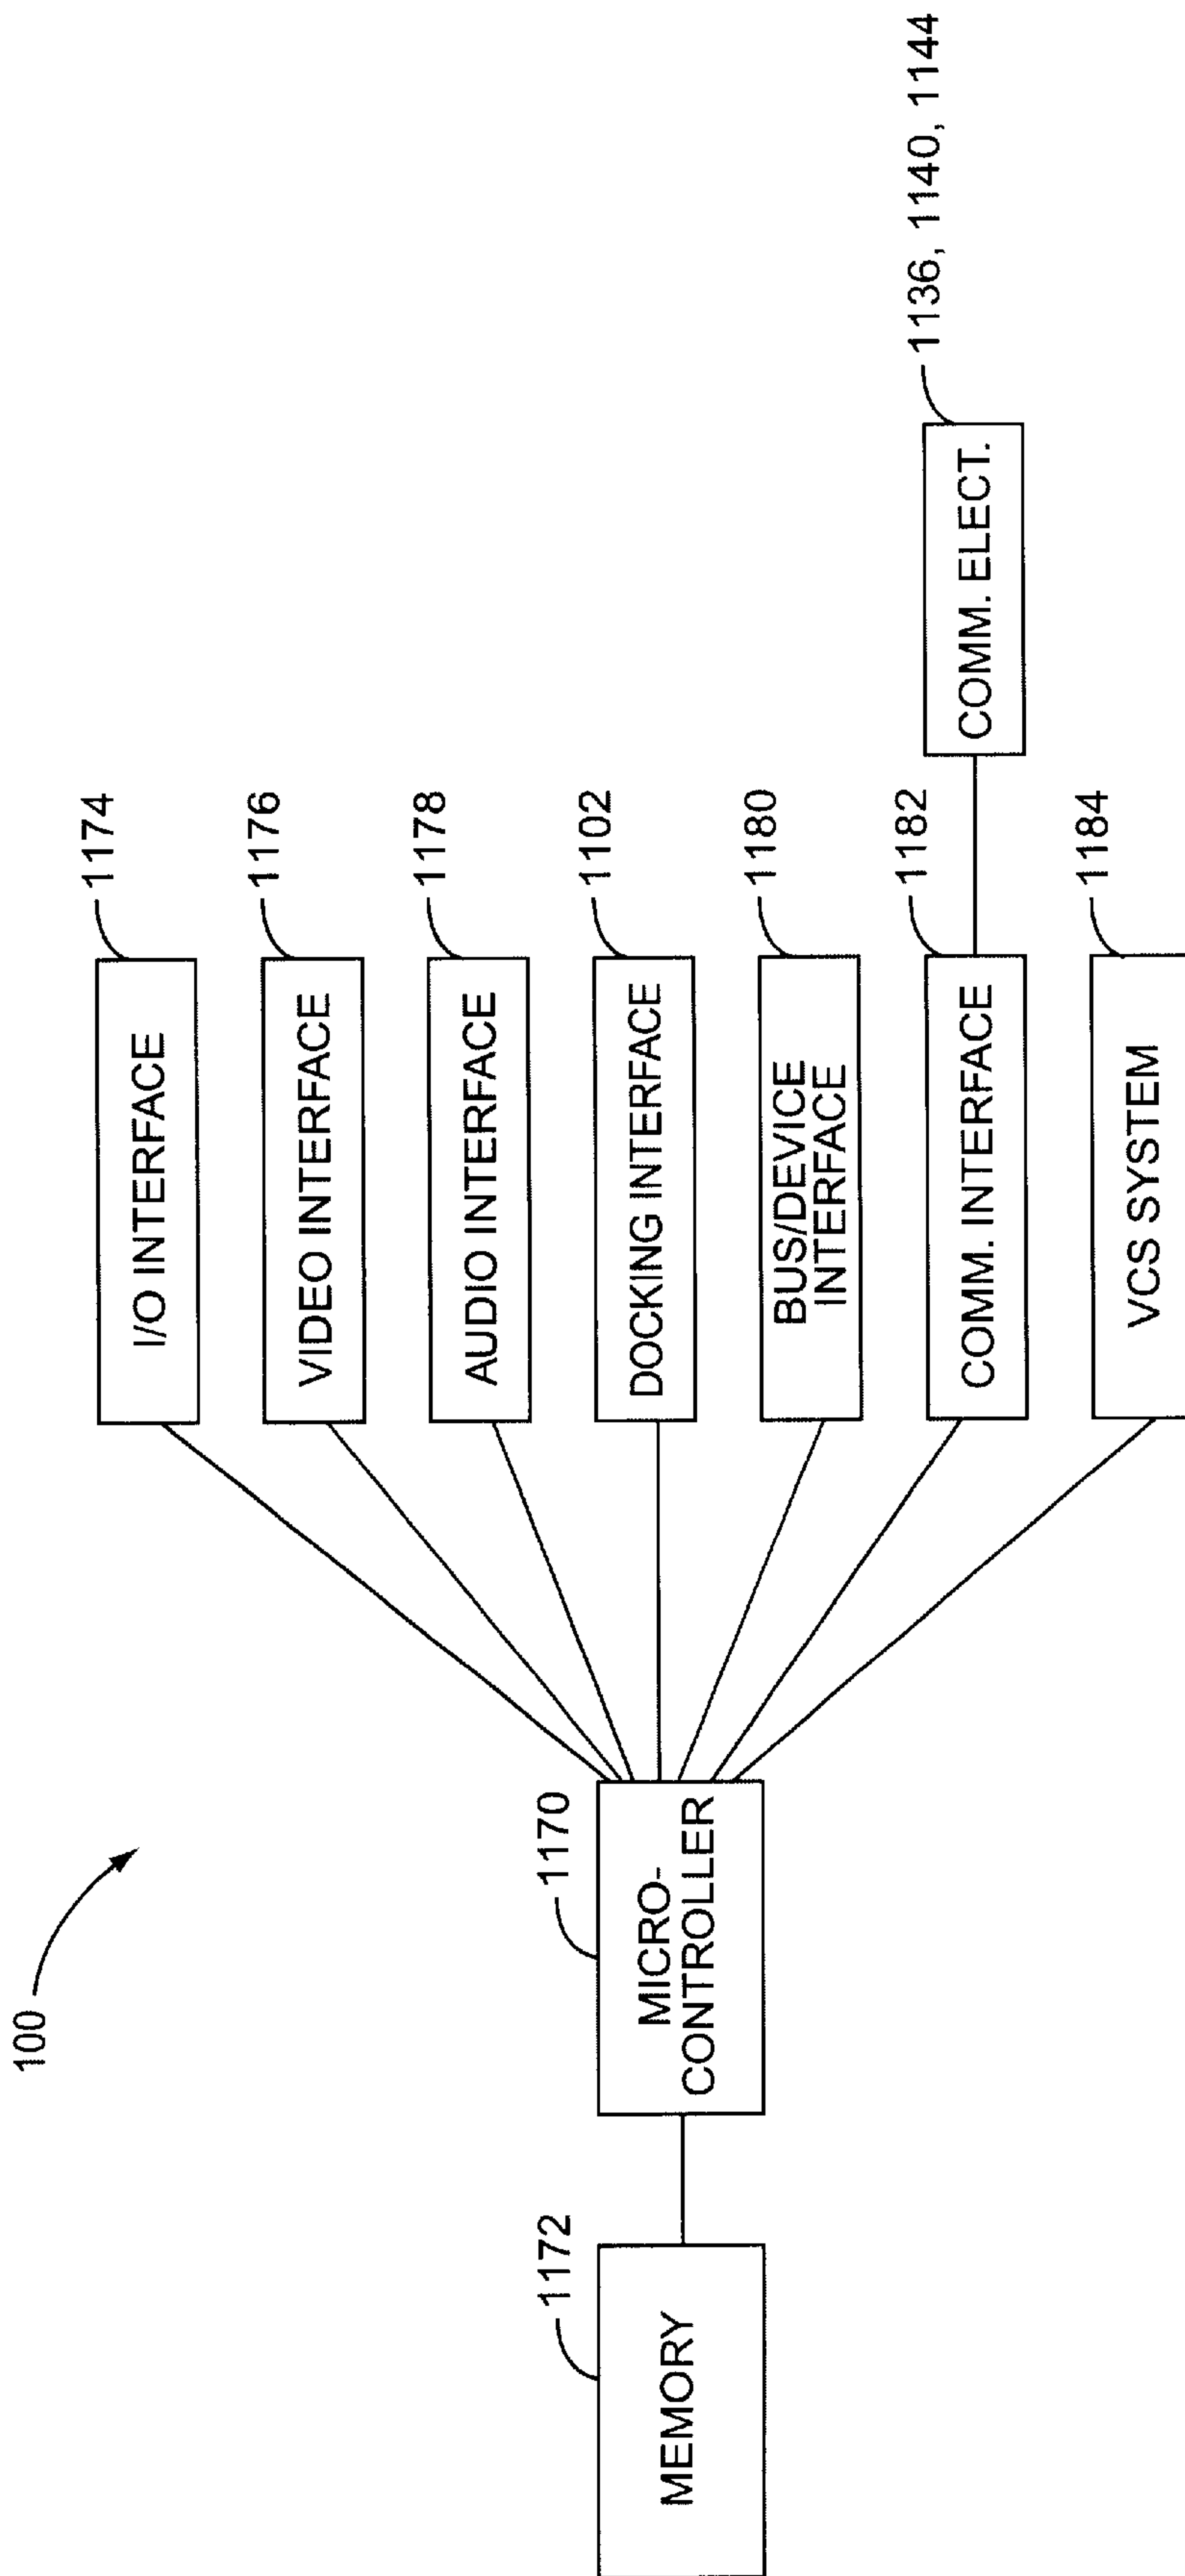 100
1174
I/O INTERFACE
1176
VIDEO INTERFACE
1178
AUDIO INTERFACE
1172
MEMORY
1170
MICRO-
CONTROLLER
1102
DOCKING INTERFACE
1180
BUS/DEVICE
INTERFACE
1182
COMM. INTERFACE
1136, 1140, 1144
COMM. ELECT.
1184
VCS SYSTEM